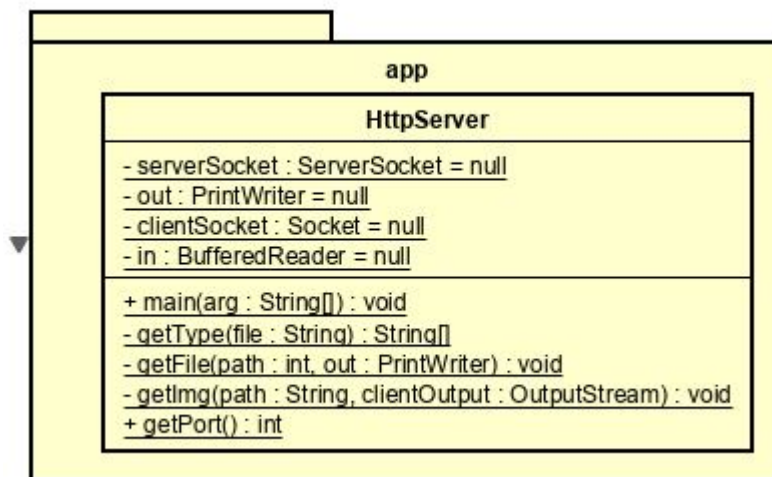 app
HttpServer
- serverSocket : ServerSocket = null
- out : PrintWriter = null
- clientSocket : Socket = null
- in : BufferedReader = null
+ main(arg : String[]) : void
- getType(file : String) : String[]
- getFile(path : int, out : PrintWriter) : void
- getImg(path : String, clientOutput : OutputStream) : void
+ getPort() : int